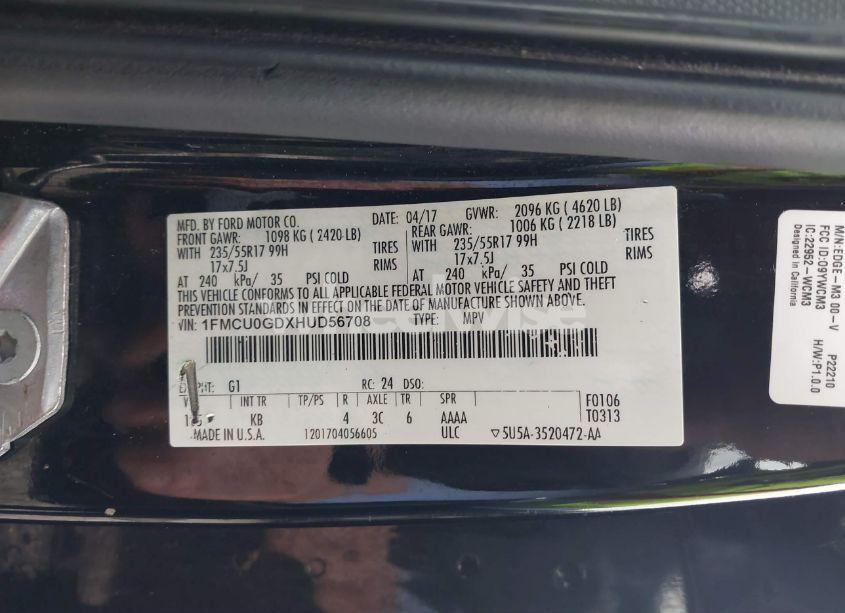 MFD. BY FORD MOTOR CO.
DATE: 04/17 GVWR: 2096 KG ( 4620 LB)
FRONT GAWR: 1098 KG ( 2420 LB)
WITH 235/55R17 99H TIRES
17x7.5J RIMS
AT 240 kPa/ 35 PSI COLD
REAR GAWR: 1006 KG ( 2218 LB)
WITH 235/55R17 99H TIRES
17x7.5J RIMS
AT 240 kPa/ 35 PSI COLD
THIS VEHICLE CONFORMS TO ALL APPLICABLE FEDERAL MOTOR VEHICLE SAFETY AND THEFT
PREVENTION STANDARDS IN EFFECT ON THE DATE OF MANUFACTURE SHOWN ABOVE.
VIN: 1FMCU0GDXHUD56708 TYPE: MPV
G1 RC: 24 DSO:
INT TR TP/PS R AXLE TR SPR F0106
KB 4 3C 6 AAAA T0313
MADE IN U.S.A. 1201704056605 ULC ▽5U5A-3520472-AA
M/N:EDGE-M3 00-V P22210
FCC ID:O9YWCM3 H/W:P1.0.0
IC:22952-WCM3
Designed in California